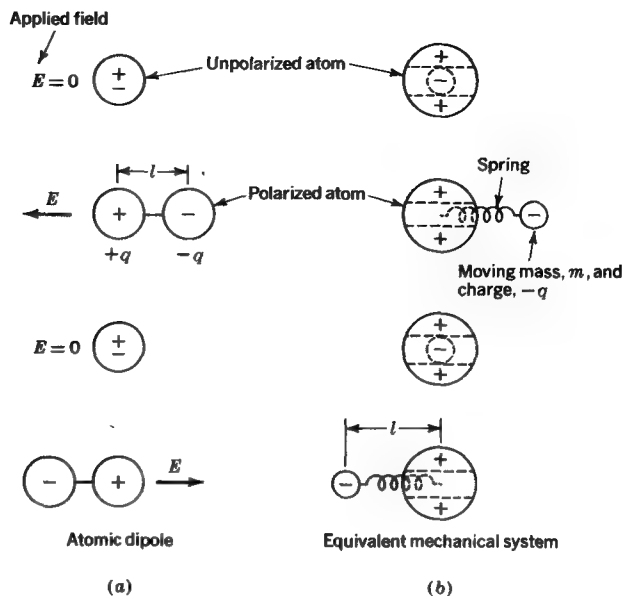 Applied field
E = 0
+
−
Unpolarized atom
+
−
+
l
E
+
−
+q
−q
Polarized atom
Spring
+
+
−
Moving mass, m, and
charge, −q
E = 0
+
−
+
−
+
−
+
E
l
−
+
+
Atomic dipole
Equivalent mechanical system
(a)
(b)